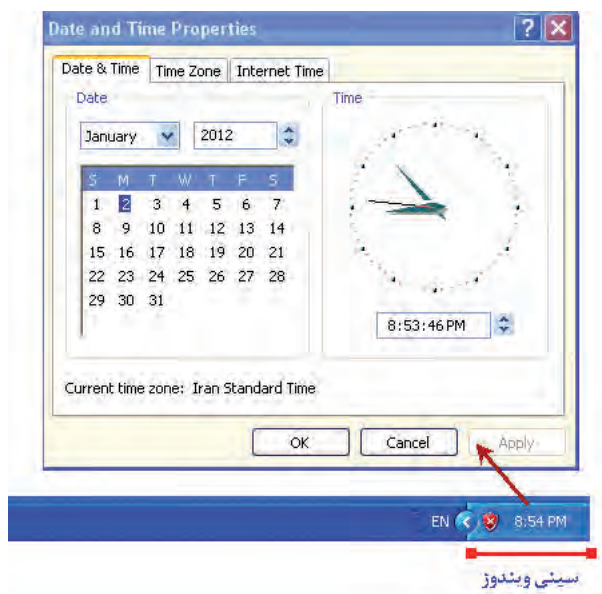 Date and Time Properties
Date & Time Time Zone Internet Time
Date
Time
January 2012
S M T W T F S
1 2 3 4 5 6 7
8 9 10 11 12 13 14
15 16 17 18 19 20 21
22 23 24 25 26 27 28
29 30 31
8:53:46 PM
Current time zone: Iran Standard Time
OK Cancel Apply
EN 8:54 PM
سینی ویندوز